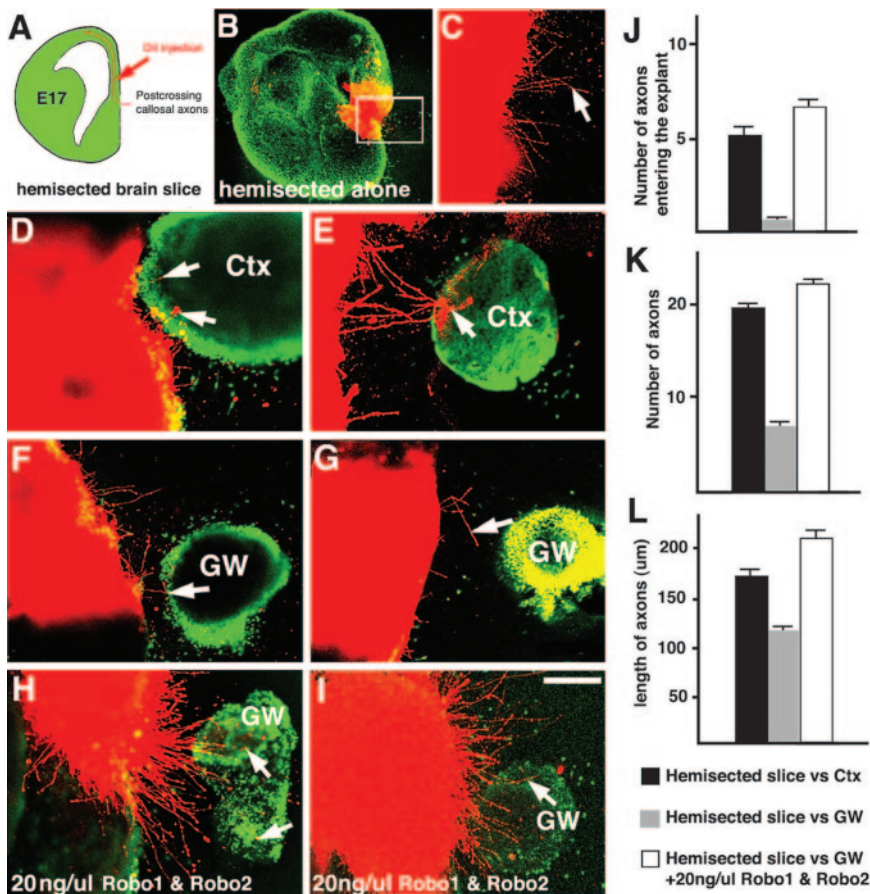 A
DiI injection
E17
Postcrossing
callosal axons
hemisected brain slice
B
hemisected alone
C
D
Ctx
E
Ctx
F
GW
G
GW
H
GW
20ng/ul Robo1 & Robo2
I
GW
20ng/ul Robo1 & Robo2
J
Number of axons
entering the explant
10
5
K
Number of axons
20
10
L
length of axons (um)
200
150
100
50
Hemisected slice vs Ctx
Hemisected slice vs GW
Hemisected slice vs GW
+20ng/ul Robo1 & Robo2